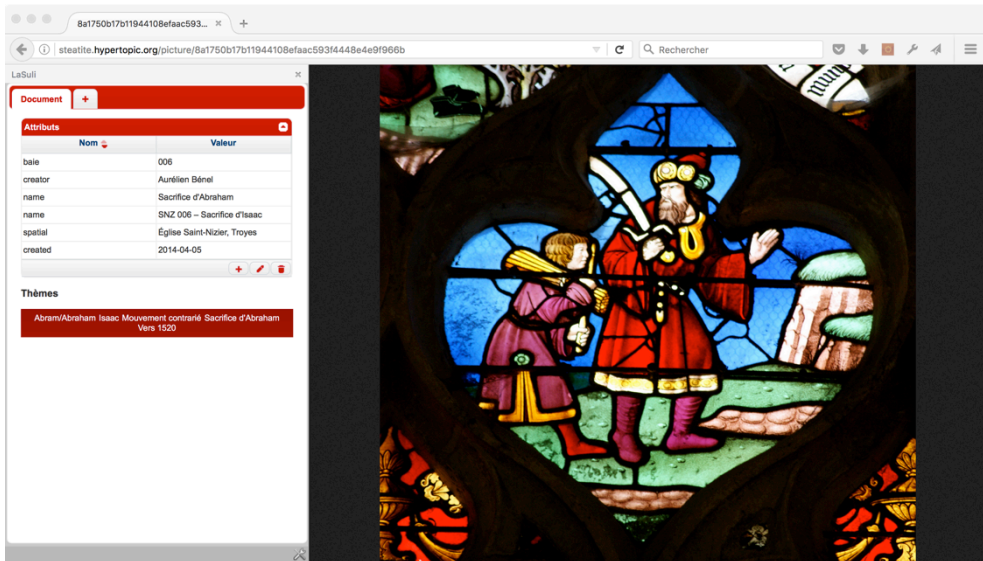 8a1750b17b11944108efaac593...
steatite.hypertopic.org/picture/8a1750b17b11944108efaac593f4448e4e9f966b
Rechercher
LaSuli
Document
Attributs
Nom Valeur
baie 006
creator Aurélien Bénel
name Sacrifice d'Abraham
name SNZ 006 – Sacrifice d'Isaac
spatial Église Saint-Nizier, Troyes
created 2014-04-05
Thèmes
Abram/Abraham Isaac Mouvement contrarié Sacrifice d'Abraham
Vers 1520